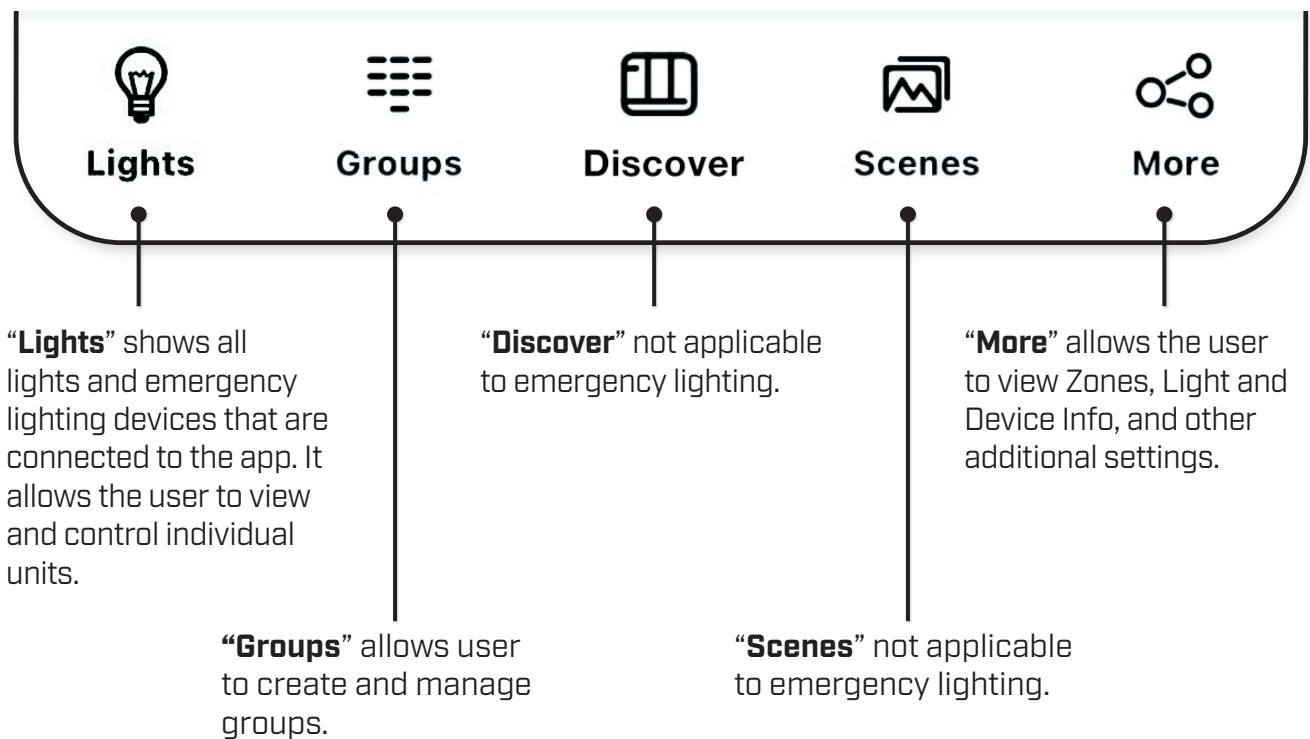 Lights
Groups
Discover
Scenes
More
“Lights” shows all
lights and emergency
lighting devices that are
connected to the app. It
allows the user to view
and control individual
units.
“Groups” allows user
to create and manage
groups.
“Discover” not applicable
to emergency lighting.
“Scenes” not applicable
to emergency lighting.
“More” allows the user
to view Zones, Light and
Device Info, and other
additional settings.